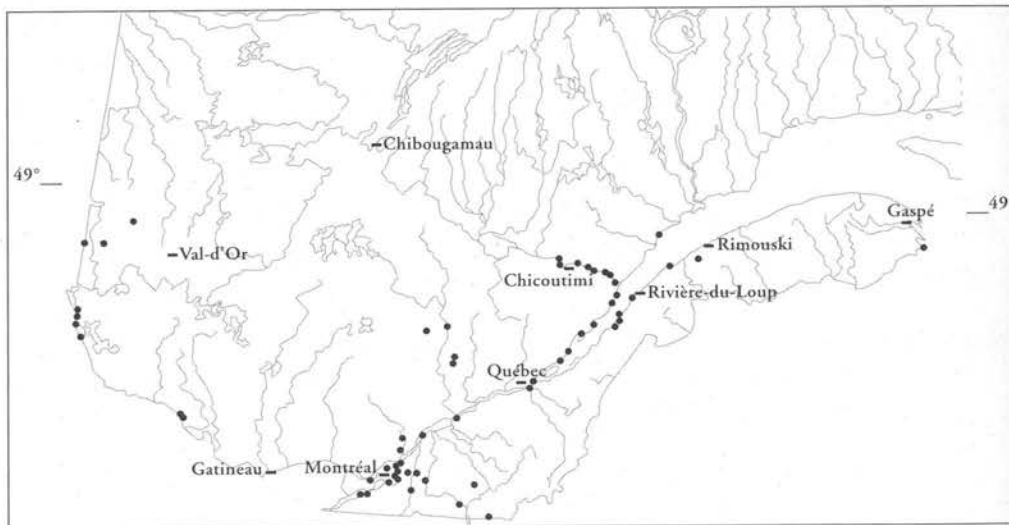 Chibougamau
49°
49
Gaspé
Val-d'Or
Rimouski
Chicoutimi
Rivière-du-Loup
Québec
Gatineau
Montréal